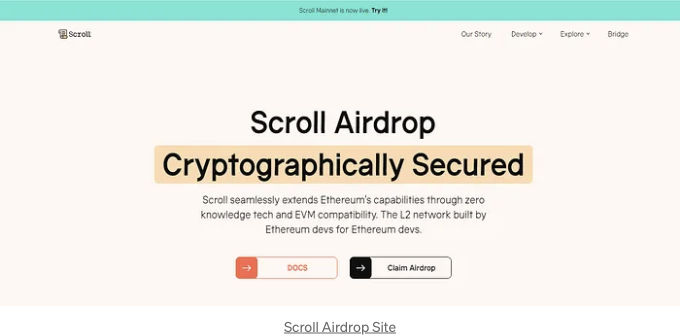 Scroll Mainnet is now live. Try it!
Scroll
Our Story Develop Explore Bridge
Scroll Airdrop
Cryptographically Secured
Scroll seamlessly extends Ethereum's capabilities through zero
knowledge tech and EVM compatibility. The L2 network built by
Ethereum devs for Ethereum devs.
DOCS Claim Airdrop
Scroll Airdrop Site